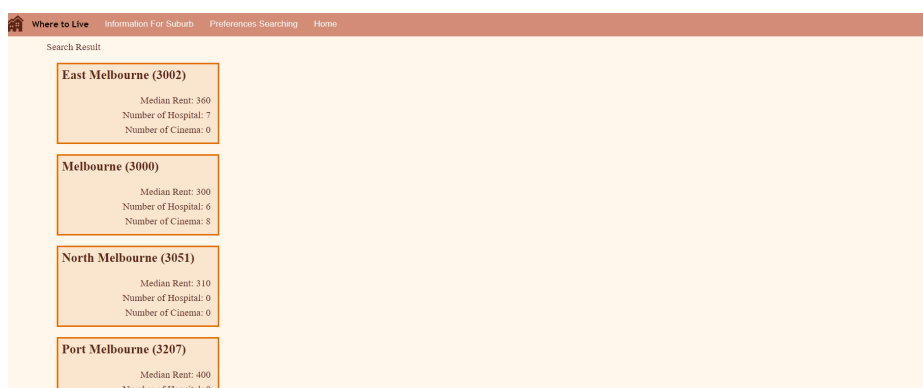 Where to Live Information For Suburb Preferences Searching Home
Search Result
East Melbourne (3002)
Median Rent: 360
Number of Hospital: 7
Number of Cinema: 0
Melbourne (3000)
Median Rent: 300
Number of Hospital: 6
Number of Cinema: 8
North Melbourne (3051)
Median Rent: 310
Number of Hospital: 0
Number of Cinema: 0
Port Melbourne (3207)
Median Rent: 400